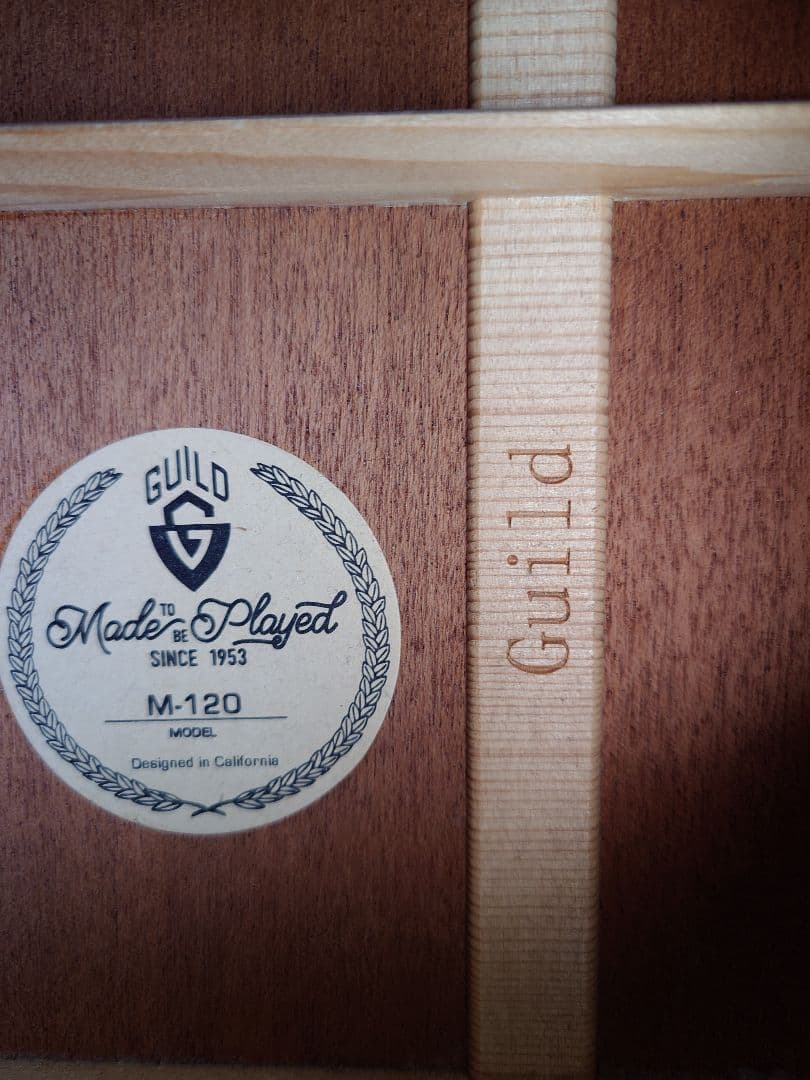 GUILD
G
Made TO BE Played
SINCE 1953
M-120
MODEL
Designed in California
Guild